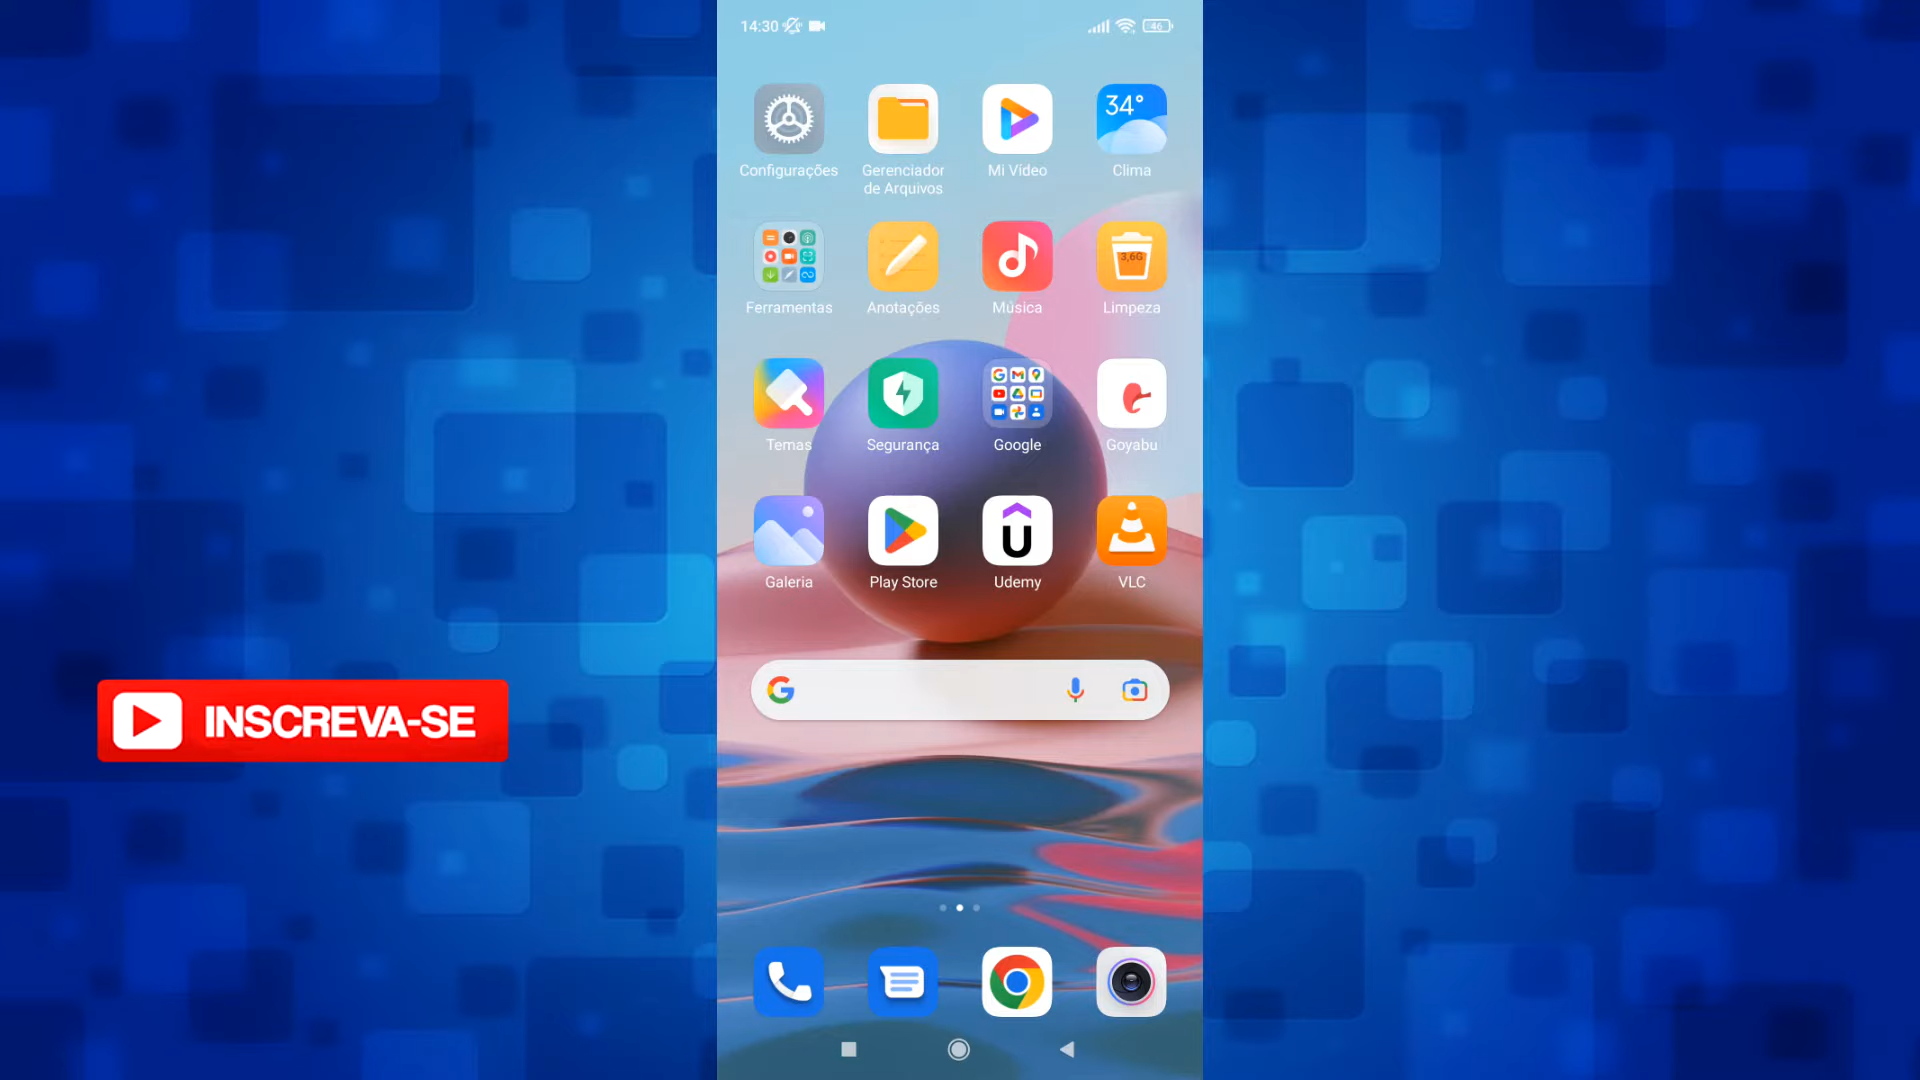 14:30
46
34°
Configurações
Gerenciador
de Arquivos
Mi Vídeo
Clima
3,6G
Ferramentas
Anotações
Música
Limpeza
Temas
Segurança
Google
Goyabu
Galeria
Play Store
Udemy
VLC
INSCREVA-SE